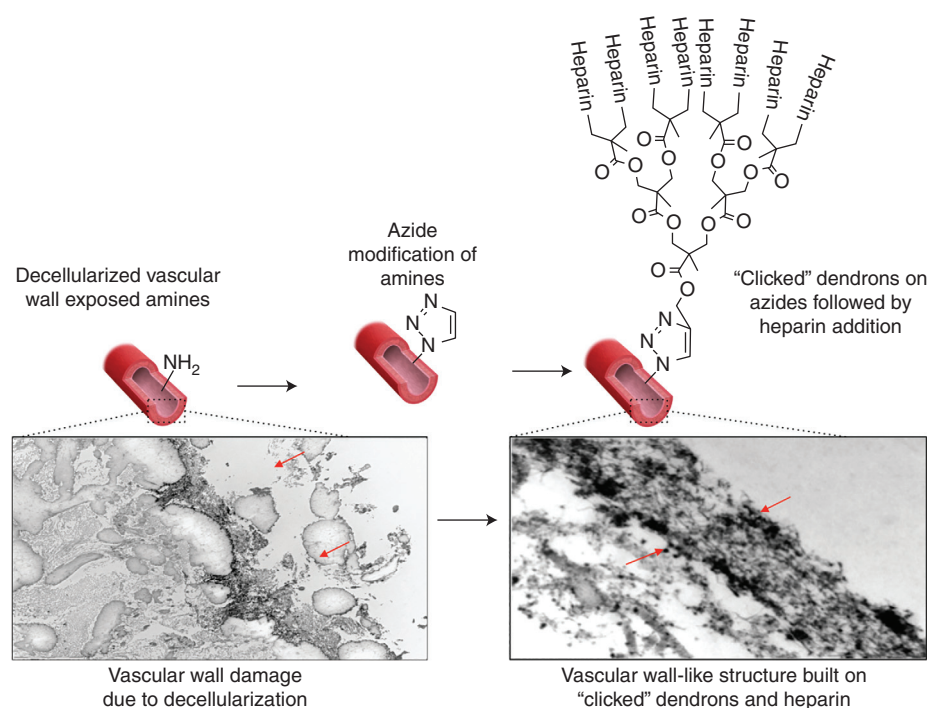 Heparin
Heparin
Heparin
Heparin
Heparin
Heparin
Heparin
Heparin
O
O
O
O
O
O
O
O
O
O
O
O
O
O
Azide
modification of
amines
Decellularized vascular
wall exposed amines
“Clicked” dendrons on
azides followed by
heparin addition
NH2
N
N
N
N
N
N
Vascular wall damage
due to decellularization
Vascular wall-like structure built on
“clicked” dendrons and heparin